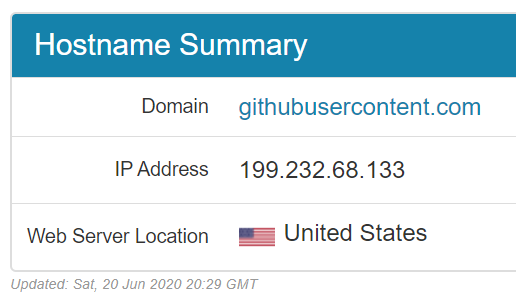 Hostname Summary
Domain githubusercontent.com
IP Address 199.232.68.133
Web Server Location United States
Updated: Sat, 20 Jun 2020 20:29 GMT